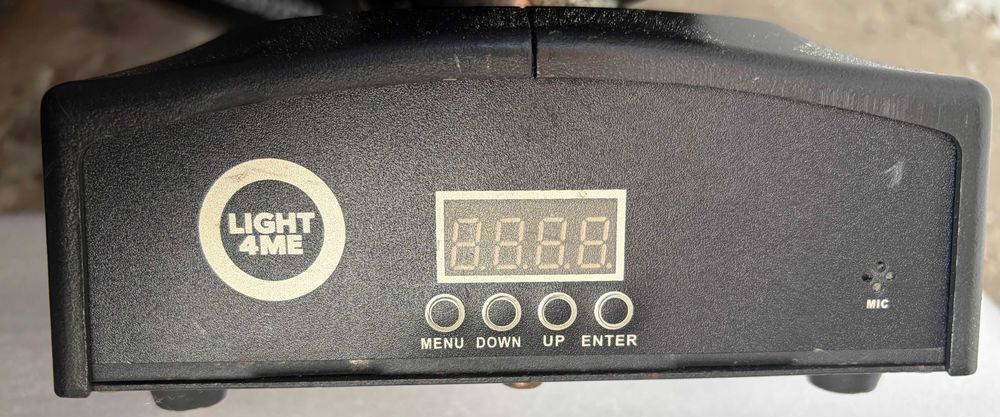 LIGHT
4ME
MENU DOWN UP ENTER
MIC